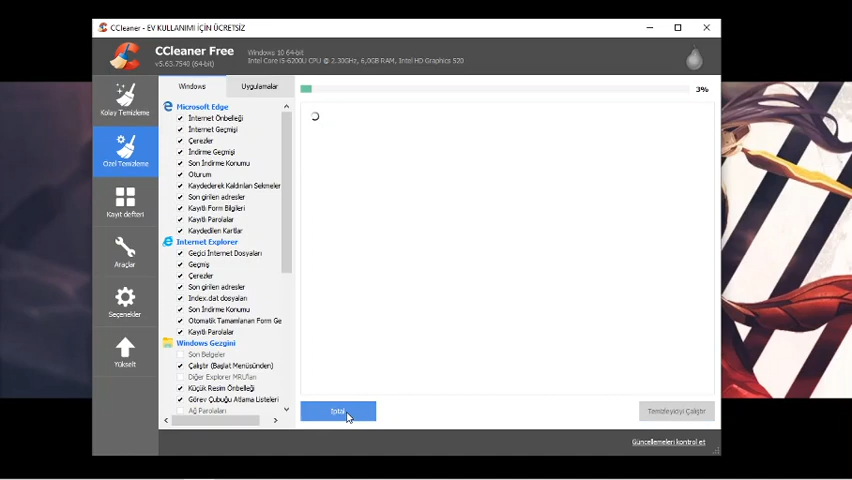 CCleaner - EV KULLANIMI İÇİN ÜCRETSİZ
CCleaner Free
v5.63.7540 (64-bit)
Windows 10 64-bit
Intel Core i5-6200U CPU @ 2.30GHz, 6,0GB RAM, Intel HD Graphics 520
Kolay Temizleme
Özel Temizleme
Kayıt defteri
Araçlar
Seçenekler
Yükselt
Windows
Uygulamalar
Microsoft Edge
İnternet Önbelleği
İnternet Geçmişi
Çerezler
İndirme Geçmişi
Son İndirme Konumu
Oturum
Kaydederek Kaldırılan Sekmeler
Son girilen adresler
Kayıtlı Form Bilgileri
Kayıtlı Parolalar
Kaydedilen Kartlar
Internet Explorer
Geçici İnternet Dosyaları
Geçmiş
Çerezler
Son girilen adresler
Index.dat dosyaları
Son İndirme Konumu
Otomatik Tamamlanan Form Ge
Kayıtlı Parolalar
Windows Gezgini
Son Belgeler
Çalıştır (Başlat Menüsünden)
Diğer Explorer MRU'ları
Küçük Resim Önbelleği
Görev Çubuğu Atlama Listeleri
Ağ Parolaları
3%
İptal
Temizleyiciyi Çalıştır
Güncellemeleri kontrol et